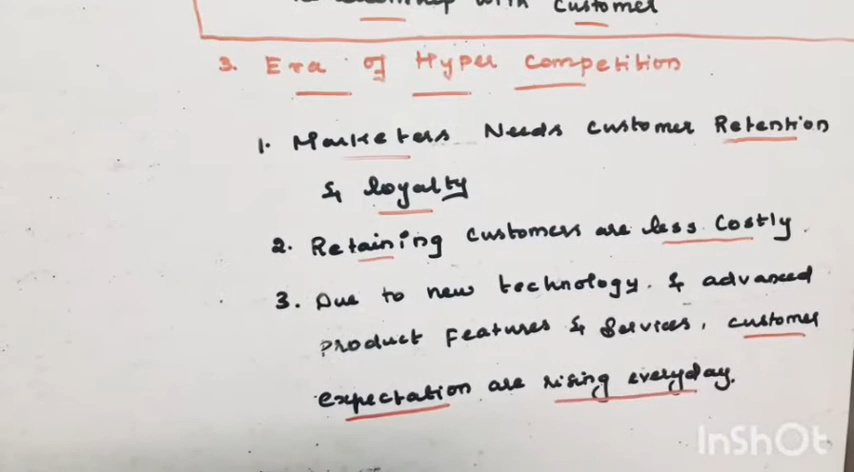 with customer
3. Era of Hyper Competition
1. Marketers Needs customer Retention
& loyalty
2. Retaining customers are less costly.
3. Due to new technology. & advanced
product features & Services, customer
expectation are rising everyday.
InShOt